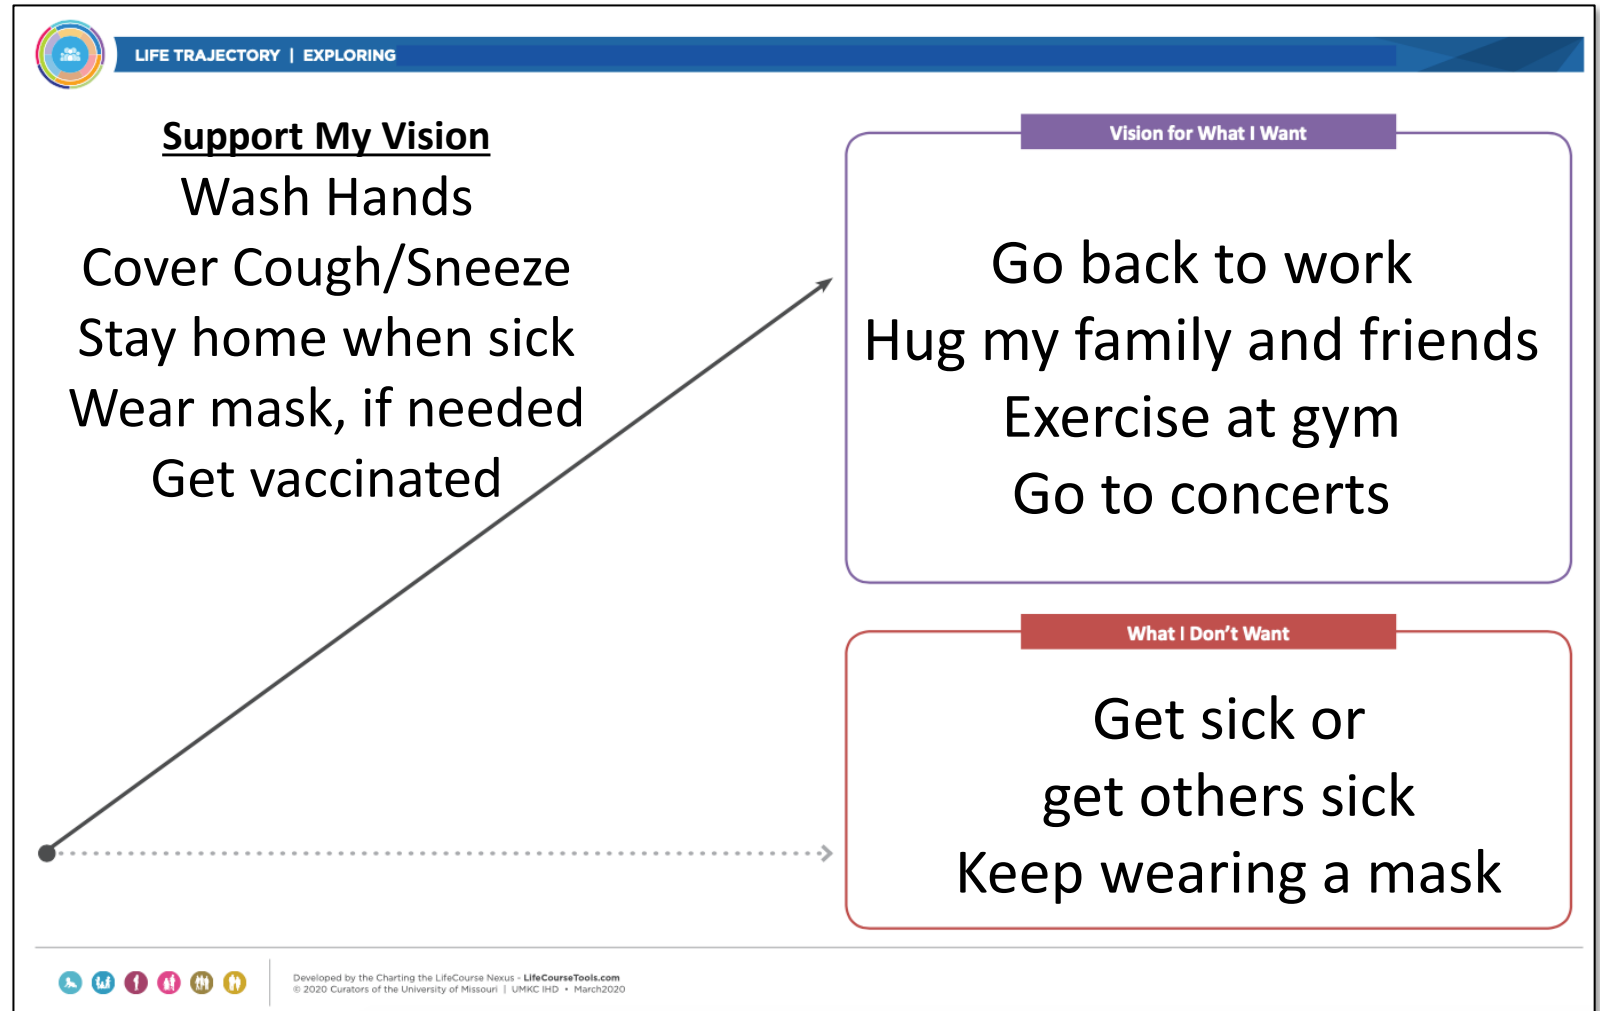 LIFE TRAJECTORY | EXPLORING
Support My Vision
Wash Hands
Cover Cough/Sneeze
Stay home when sick
Wear mask, if needed
Get vaccinated
Vision for What I Want
Go back to work
Hug my family and friends
Exercise at gym
Go to concerts
What I Don't Want
Get sick or
get others sick
Keep wearing a mask
Developed by the Charting the LifeCourse Nexus - LifeCourseTools.com
© 2020 Curators of the University of Missouri | UMKC IHD • March2020